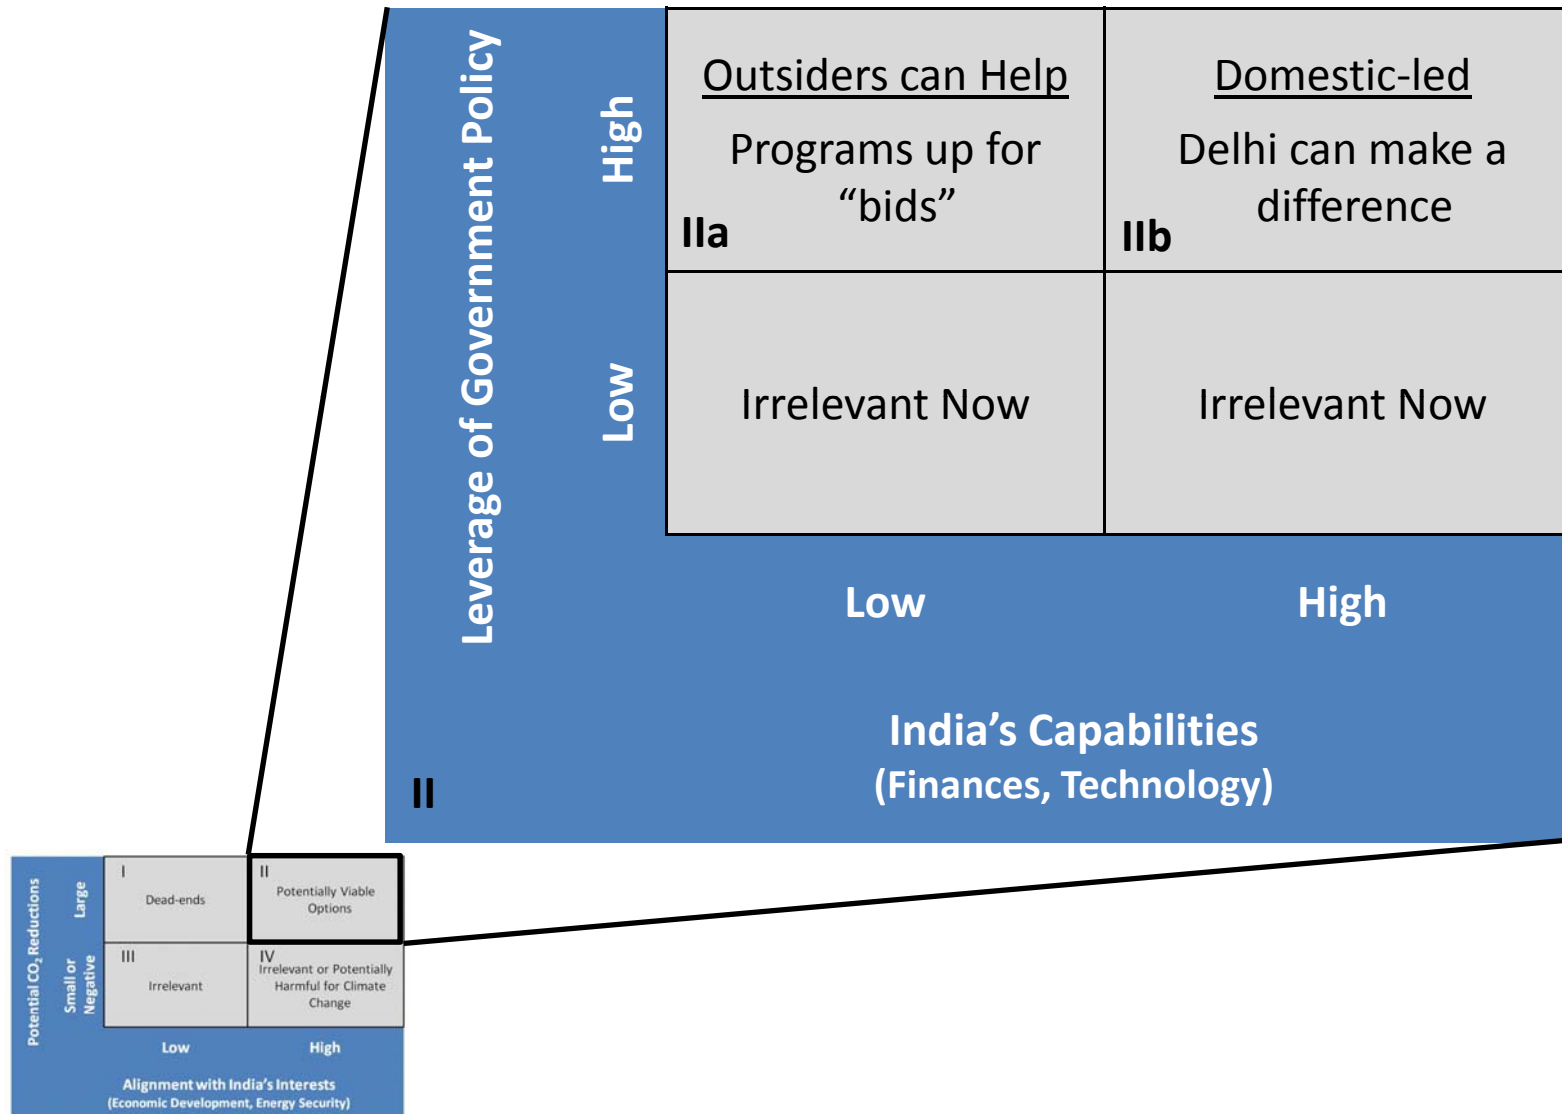 Leverage of Government Policy
High
Outsiders can Help
Programs up for
“bids”
IIa
Domestic-led
Delhi can make a
difference
IIb
Low
Irrelevant Now
Irrelevant Now
Low
High
India’s Capabilities
(Finances, Technology)
II
Potential CO₂ Reductions
Large
I
Dead-ends
II
Potentially Viable
Options
Small or
Negative
III
Irrelevant
IV
Irrelevant or Potentially
Harmful for Climate
Change
Low
High
Alignment with India’s Interests
(Economic Development, Energy Security)